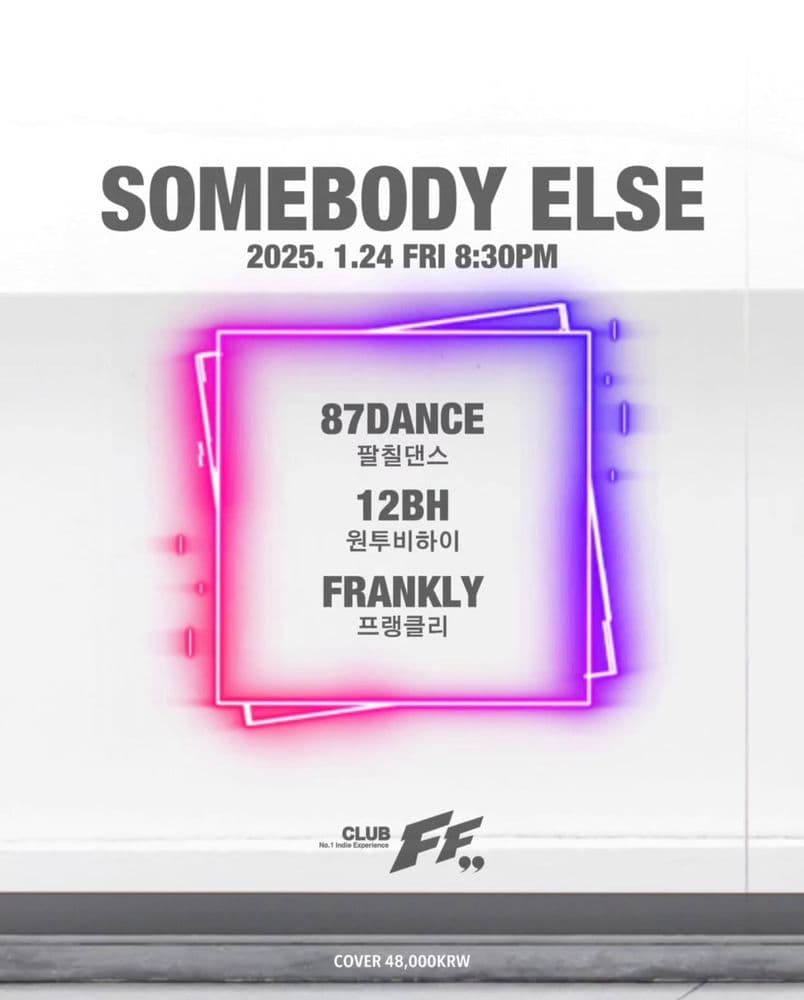 SOMEBODY ELSE
2025. 1.24 FRI 8:30PM
87DANCE
팔칠댄스
12BH
원투비하이
FRANKLY
프랭클리
CLUB
No.1 Indie Experience
FF
COVER 48,000KRW